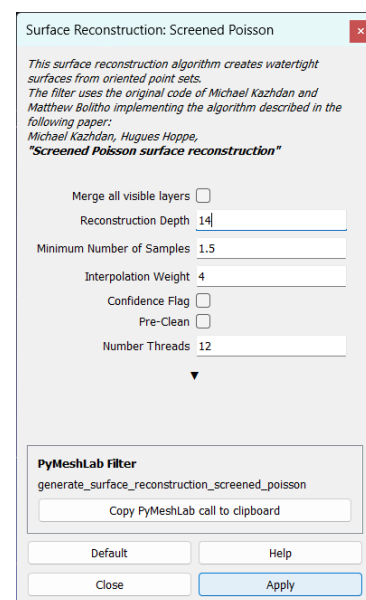 Surface Reconstruction: Screened Poisson
This surface reconstruction algorithm creates watertight
surfaces from oriented point sets.
The filter uses the original code of Michael Kazhdan and
Matthew Bolitho implementing the algorithm described in the
following paper:
Michael Kazhdan, Hugues Hoppe,
"Screened Poisson surface reconstruction"
Merge all visible layers
Reconstruction Depth 14
Minimum Number of Samples 1.5
Interpolation Weight 4
Confidence Flag
Pre-Clean
Number Threads 12
PyMeshLab Filter
generate_surface_reconstruction_screened_poisson
Copy PyMeshLab call to clipboard
Default Help
Close Apply